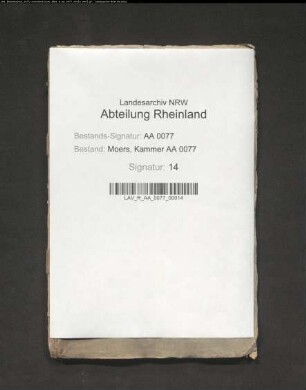 Landesarchiv NRW
Abteilung Rheinland
Bestands-Signatur: AA 0077
Bestand: Moers, Kammer AA 0077
Signatur: 14
LAV_R_AA_0077_00014